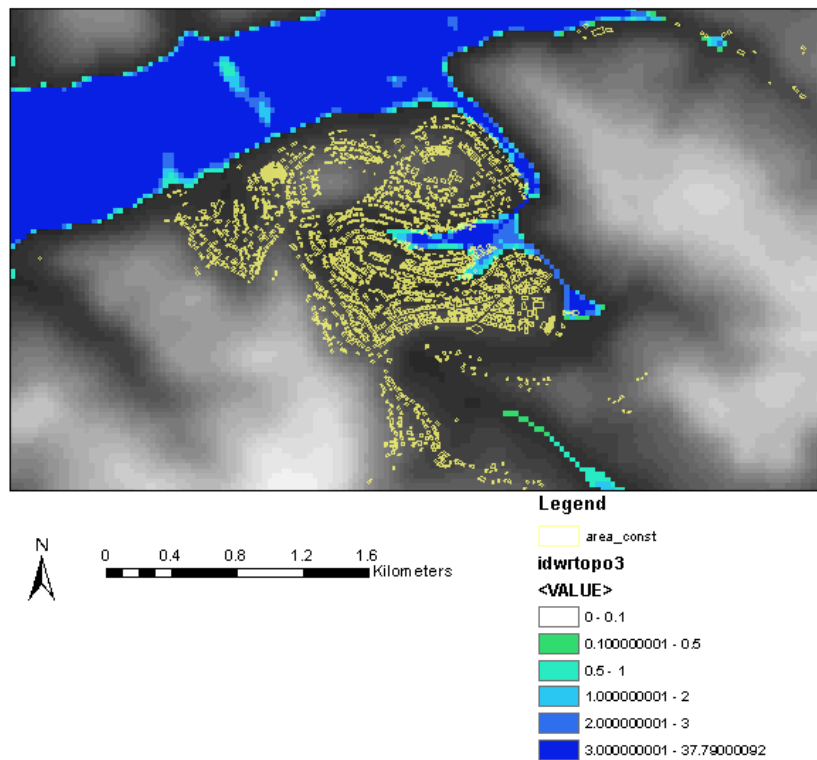 Legend
area_const
idwrtopo3
<VALUE>
0 - 0.1
0.100000001 - 0.5
0.5 - 1
1.000000001 - 2
2.000000001 - 3
3.000000001 - 37.79000092
N
0 0.4 0.8 1.2 1.6
Kilometers